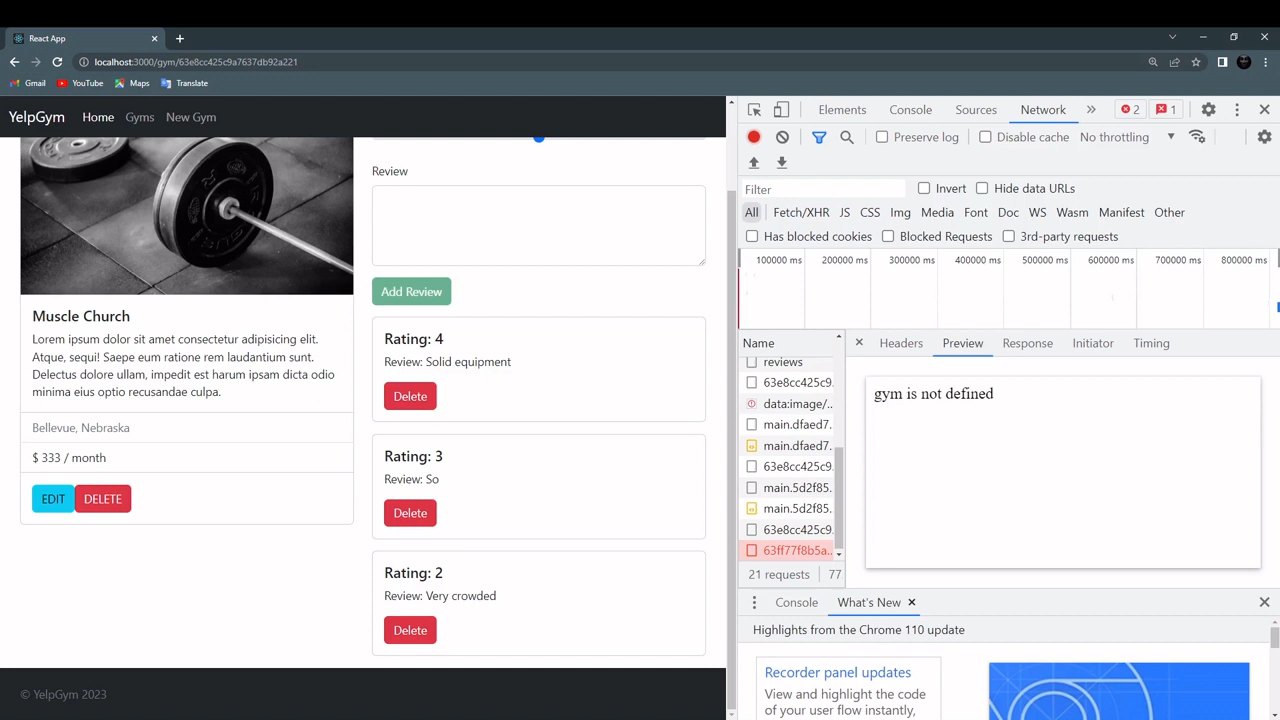 React App
localhost:3000/gym/63e8cc425c9a7637db92a221
Gmail YouTube Maps Translate
YelpGym Home Gyms New Gym
Muscle Church
Lorem ipsum dolor sit amet consectetur adipisicing elit.
Atque, sequi! Saepe eum ratione rem laudantium sunt.
Delectus dolore ullam, impedit est harum ipsam dicta odio
minima eius optio recusandae culpa.
Bellevue, Nebraska
$ 333 / month
EDIT DELETE
Review
Add Review
Rating: 4
Review: Solid equipment
Delete
Rating: 3
Review: So
Delete
Rating: 2
Review: Very crowded
Delete
© YelpGym 2023
Elements Console Sources Network » 2 1
Preserve log Disable cache No throttling
Filter Invert Hide data URLs
All Fetch/XHR JS CSS Img Media Font Doc WS Wasm Manifest Other
Has blocked cookies Blocked Requests 3rd-party requests
100000 ms 200000 ms 300000 ms 400000 ms 500000 ms 600000 ms 700000 ms 800000 ms
Name
reviews
63e8cc425c9.
data:image/..
main.dfaed7.
main.dfaed7.
63e8cc425c9.
main.5d2f85.
main.5d2f85.
63e8cc425c9.
63ff77f8b5a..
21 requests 77
Headers Preview Response Initiator Timing
gym is not defined
Console What's New
Highlights from the Chrome 110 update
Recorder panel updates
View and highlight the code
of your user flow instantly,